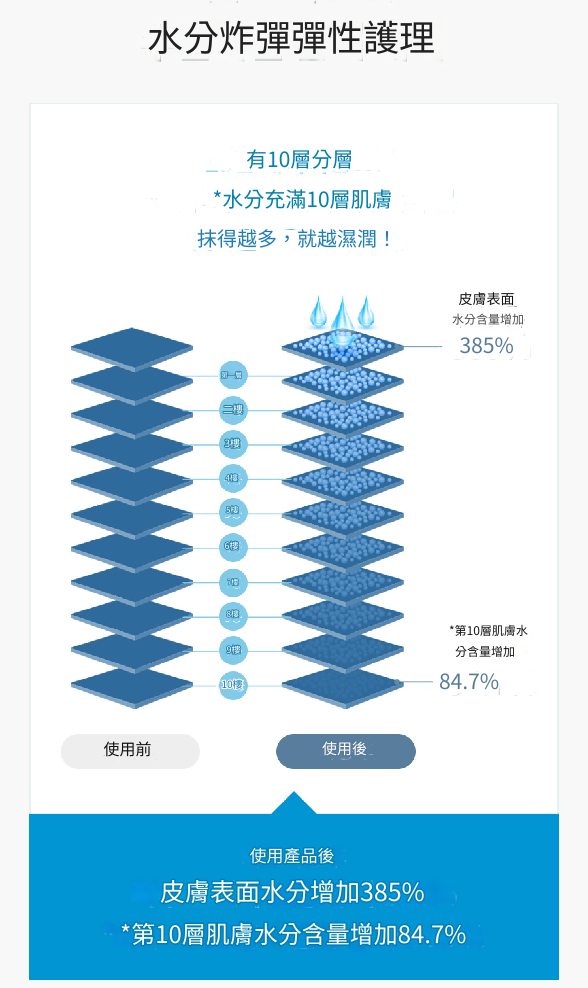 水分炸彈彈性護理
有10層分層
*水分充滿10層肌膚
抹得越多，就越濕潤！
皮膚表面
水分含量增加
385%
第一層
二樓
3樓
4樓
5樓
6樓
7樓
8樓
9樓
10樓
*第10層肌膚水
分含量增加
84.7%
使用前
使用後
使用產品後
皮膚表面水分增加385%
*第10層肌膚水分含量增加84.7%